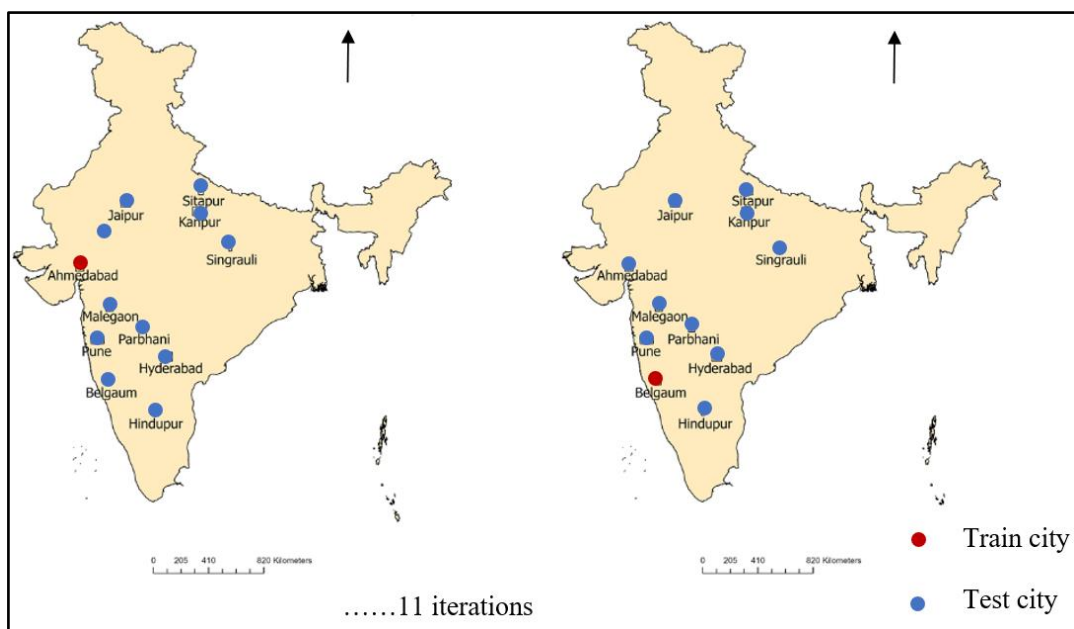 Sitapur
Jaipur
Kanpur
Singrauli
Ahmedabad
Malegaon
Parbhani
Pune
Hyderabad
Belgaum
Hindupur
0 205 410 820 Kilometers
Sitapur
Jaipur
Kanpur
Singrauli
Ahmedabad
Malegaon
Parbhani
Pune
Hyderabad
Belgaum
Hindupur
0 205 410 820 Kilometers
Train city
Test city
......11 iterations